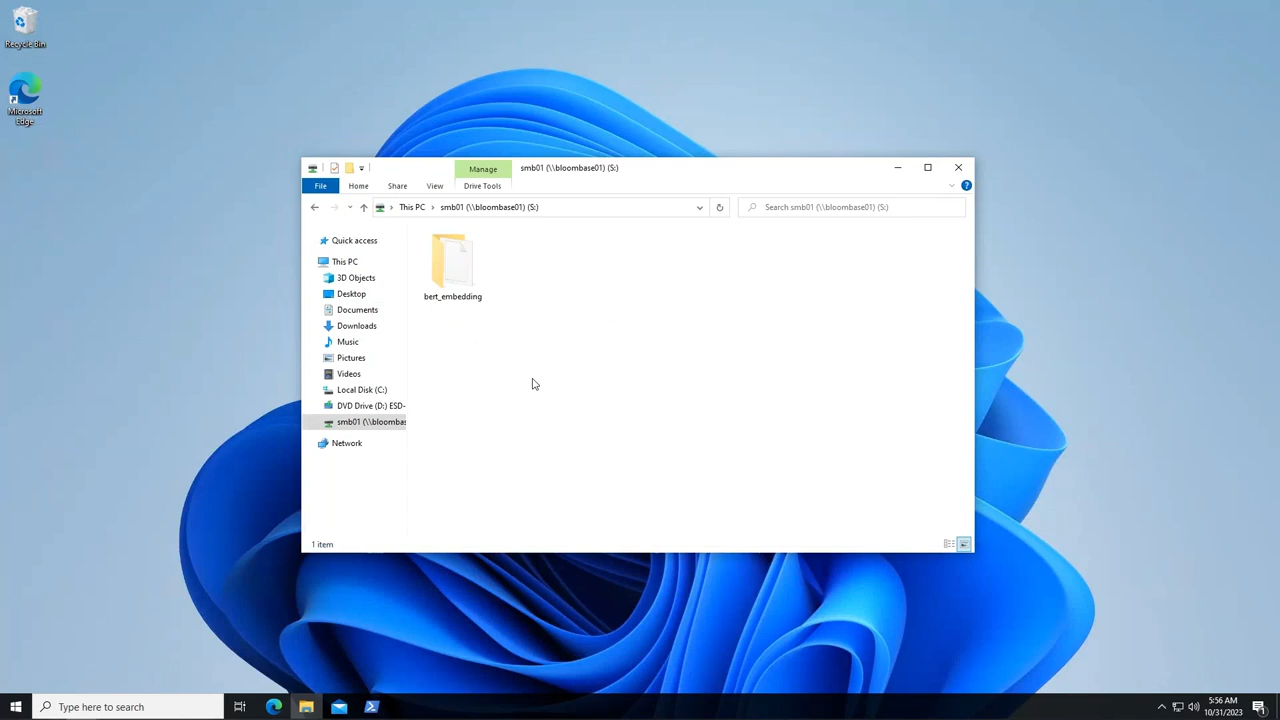 Recycle Bin
Microsoft
Edge
Manage
smb01 (\\bloombase01) (S:)
File
Home
Share
View
Drive Tools
This PC
smb01 (\\bloombase01) (S:)
Search smb01 (\\bloombase01) (S:)
Quick access
This PC
3D Objects
Desktop
Documents
Downloads
Music
Pictures
Videos
Local Disk (C:)
DVD Drive (D:) ESD-
smb01 (\\bloombas
Network
bert_embedding
1 item
Type here to search
5:56 AM
10/31/2023
1